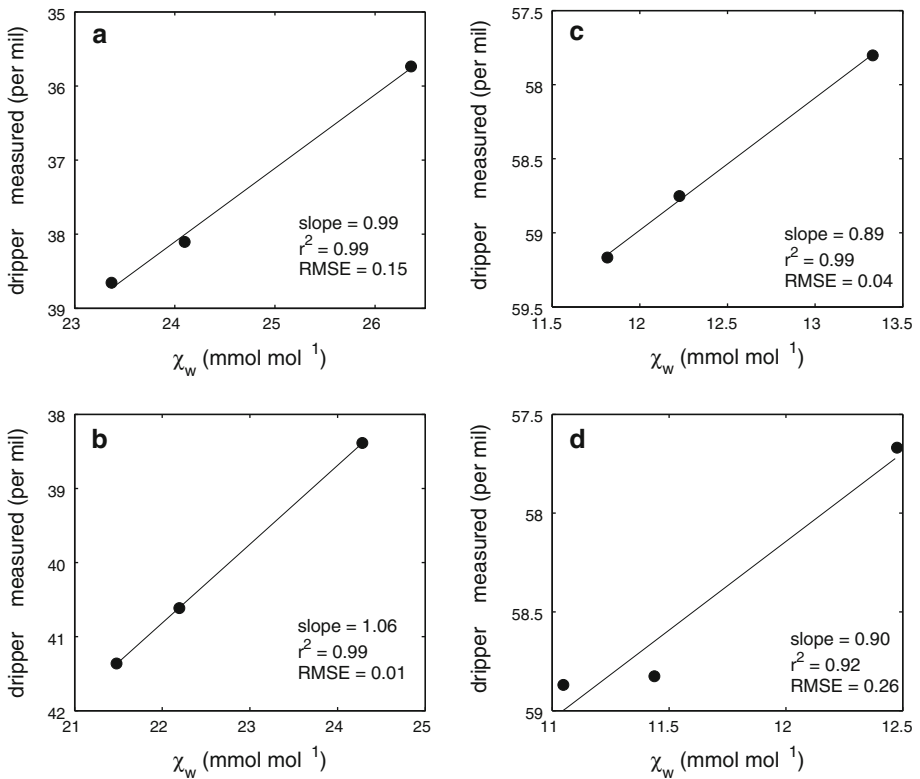 a
35
36
37
38
39
23
24
25
26
dripper measured (per mil)
χw (mmol mol 1)
slope = 0.99
r2 = 0.99
RMSE = 0.15
c
57.5
58
58.5
59
59.5
11.5
12
12.5
13
13.5
dripper measured (per mil)
χw (mmol mol 1)
slope = 0.89
r2 = 0.99
RMSE = 0.04
b
38
39
40
41
42
21
22
23
24
25
dripper measured (per mil)
χw (mmol mol 1)
slope = 1.06
r2 = 0.99
RMSE = 0.01
d
57.5
58
58.5
59
11
11.5
12
12.5
dripper measured (per mil)
χw (mmol mol 1)
slope = 0.90
r2 = 0.92
RMSE = 0.26